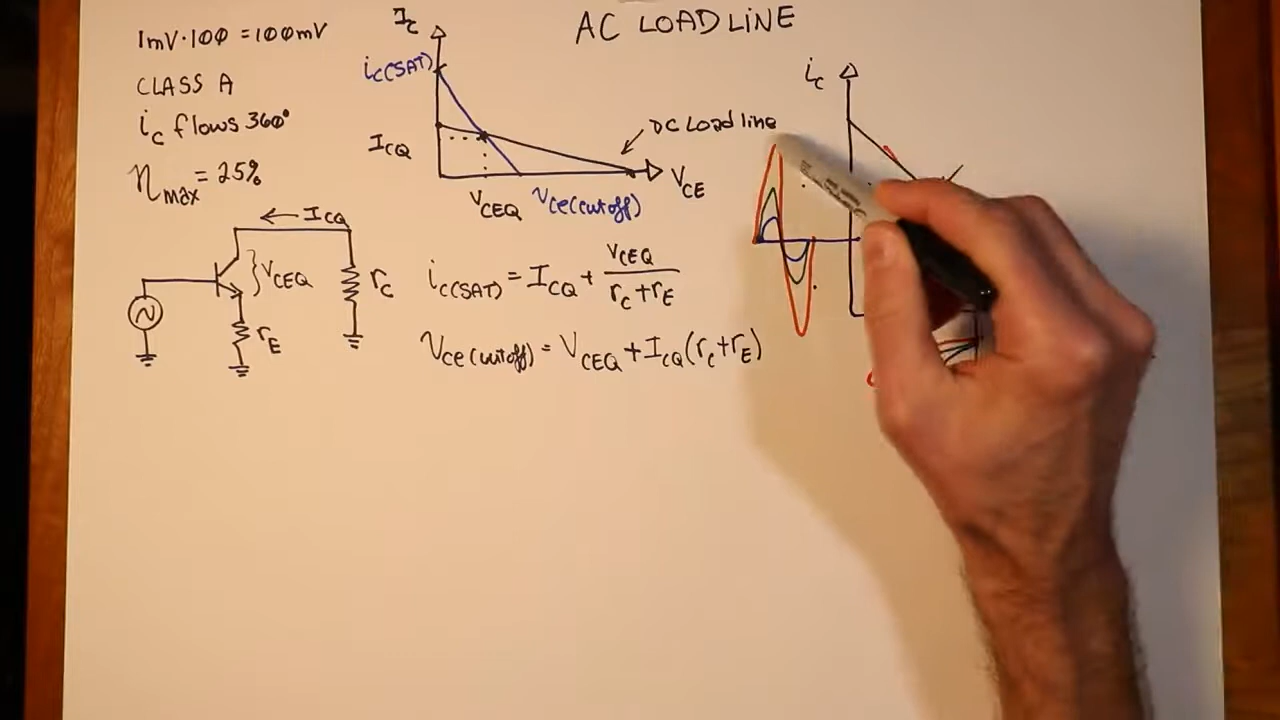 AC LOAD LINE
1mV·100 = 100mV
CLASS A
ic flows 360°
ηmax = 25%
Ic
ic(SAT)
ICQ
DC Load line
VCE
VCEQ
Vce(cutoff)
ic
← ICQ
VCEQ
rC
rE
ic(SAT) = ICQ + VCEQ / (rC + rE)
Vce(cutoff) = VCEQ + ICQ(rC + rE)